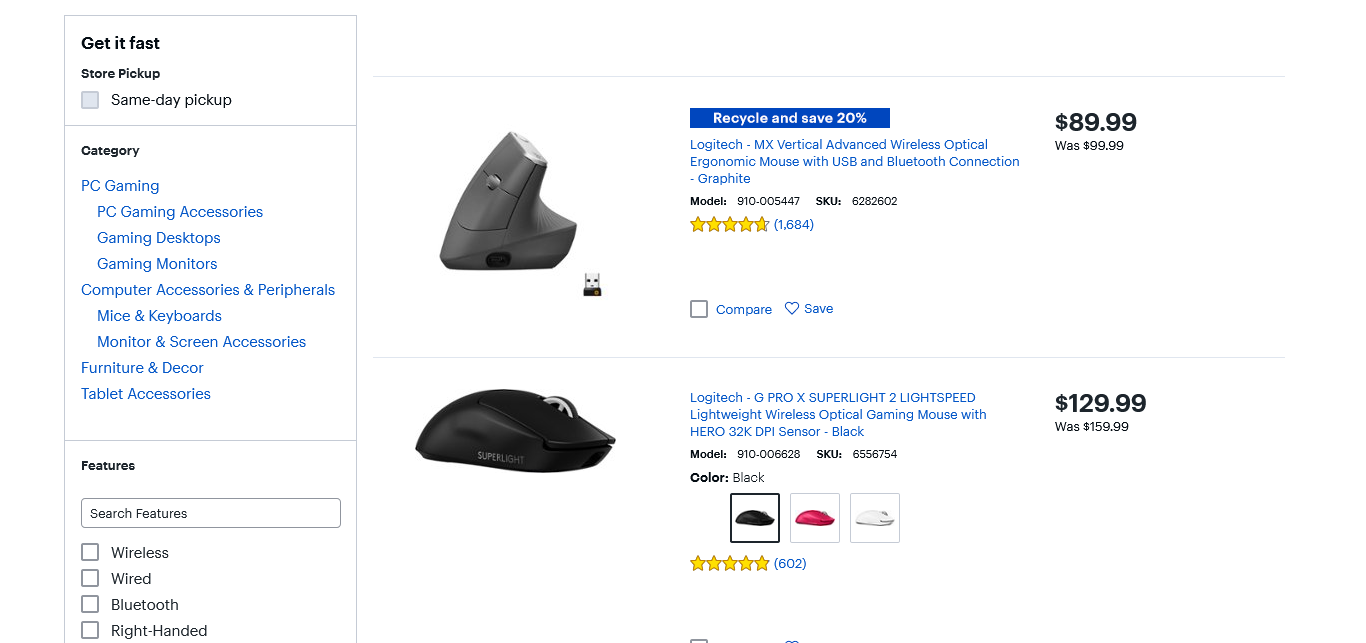 Get it fast
Store Pickup
Same-day pickup
Category
PC Gaming
PC Gaming Accessories
Gaming Desktops
Gaming Monitors
Computer Accessories & Peripherals
Mice & Keyboards
Monitor & Screen Accessories
Furniture & Decor
Tablet Accessories
Features
Search Features
Wireless
Wired
Bluetooth
Right-Handed
Recycle and save 20%
Logitech - MX Vertical Advanced Wireless Optical
Ergonomic Mouse with USB and Bluetooth Connection
- Graphite
Model: 910-005447 SKU: 6282602
(1,684)
Compare Save
$89.99
Was $99.99
SUPERLIGHT
Logitech - G PRO X SUPERLIGHT 2 LIGHTSPEED
Lightweight Wireless Optical Gaming Mouse with
HERO 32K DPI Sensor - Black
Model: 910-006628 SKU: 6556754
Color: Black
(602)
$129.99
Was $159.99